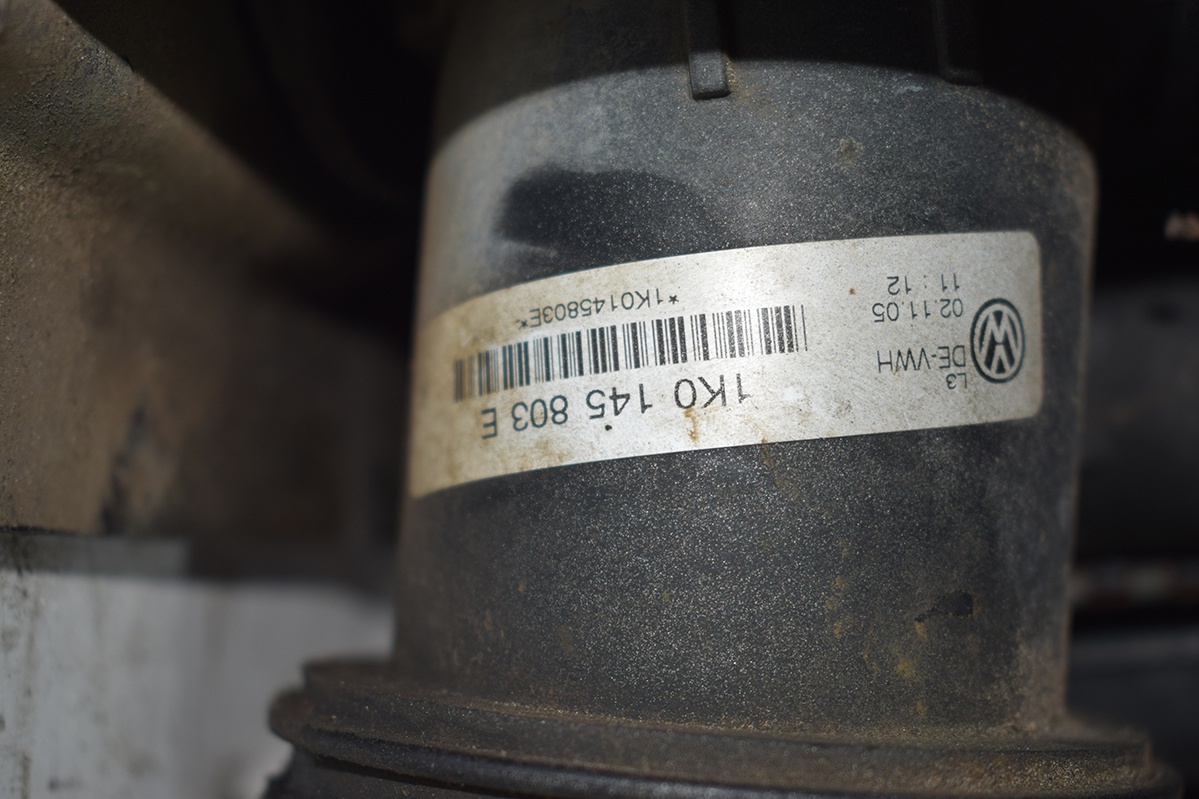 L3
DE-VWH
02.11.05
11:12
1K0 145 803 E
*1K0145803E*